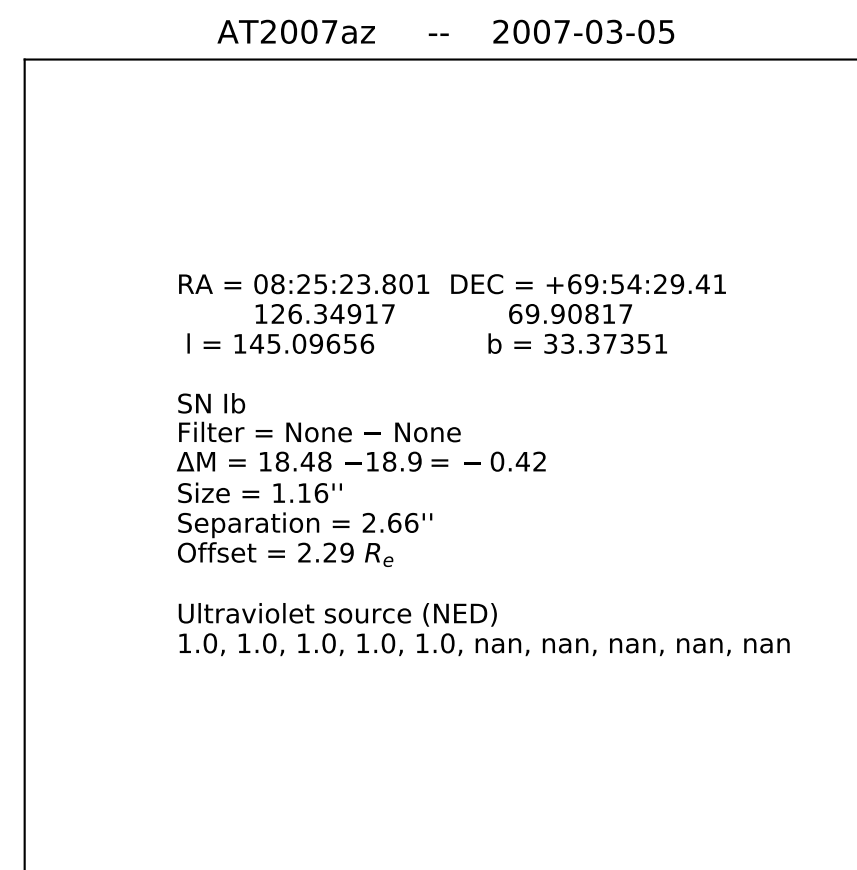 AT2007az -- 2007-03-05
RA = 08:25:23.801 DEC = +69:54:29.41
126.34917 69.90817
l = 145.09656 b = 33.37351
SN Ib
Filter = None − None
ΔM = 18.48 −18.9 = − 0.42
Size = 1.16''
Separation = 2.66''
Offset = 2.29 Rₑ
Ultraviolet source (NED)
1.0, 1.0, 1.0, 1.0, 1.0, nan, nan, nan, nan, nan